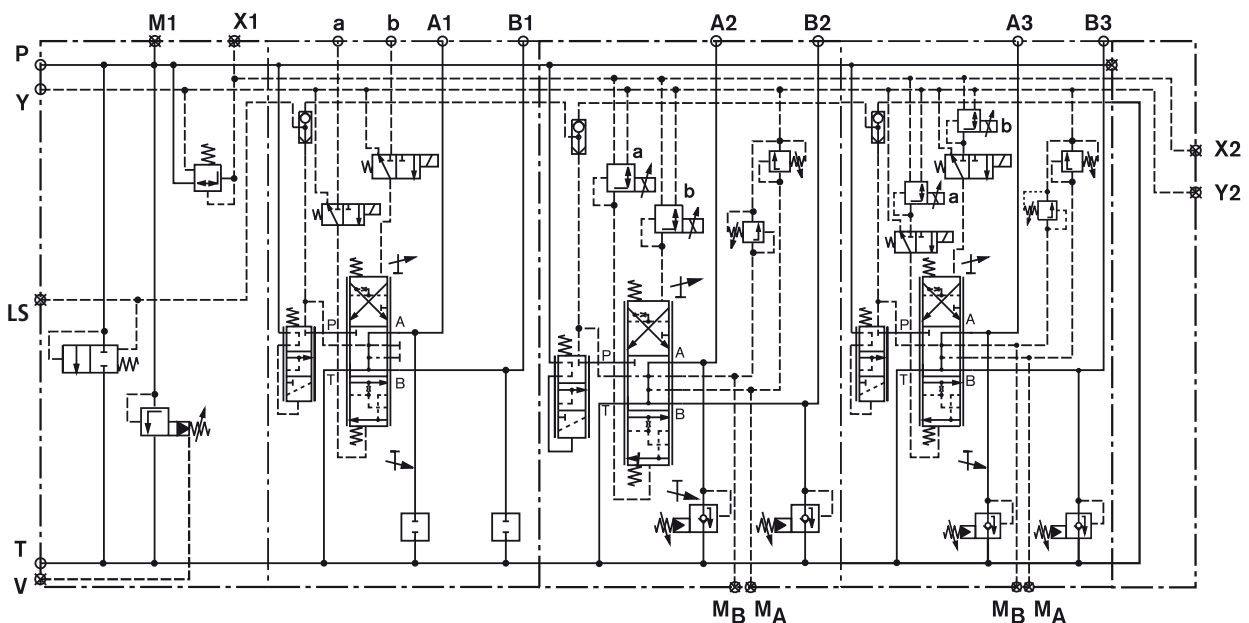 M1 X1 a b A1 B1 A2 B2 A3 B3
P
Y
b
a
X2
b
a
Y2
LS
P A
P A
P A
T B
T B
T B
T
V
MB MA MB MA